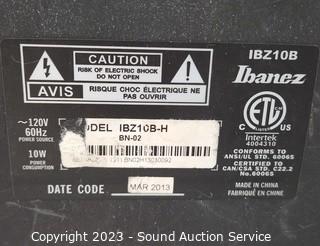 IBZ10B
Ibanez
CAUTION
RISK OF ELECTRIC SHOCK
DO NOT OPEN
AVIS
RISQUE CHOC ÉLECTRIQUE NE
PAS OUVRIR
ETL
Intertek
4004310
CONFORMS TO
ANSI/UL STD. 60065
CERTIFIED TO
CAN/CSA STD. C22.2
No.60065
~120V
60Hz
POWER SOURCE
10W
POWER
CONSUMPTION
MODEL IBZ10B-H
BN-02
DATE CODE
MAR 2013
MADE IN CHINA
FABRIQUÉ EN CHINE
Copyright © 2023 - Sound Auction Service